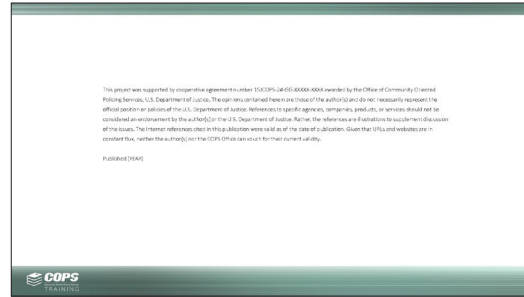 This project was supported by cooperative agreement number 15JCOPS-2#-GG-XXXXX-XXXX awarded by the Office of Community Oriented
Policing Services, U.S. Department of Justice. The opinions contained herein are those of the author(s) and do not necessarily represent the
official position or policies of the U.S. Department of Justice. References to specific agencies, companies, products, or services should not be
considered an endorsement by the author(s) or the U.S. Department of Justice. Rather, the references are illustrations to supplement discussion
of the issues. The Internet references cited in this publication were valid as of the date of publication. Given that URLs and websites are in
constant flux, neither the author(s) nor the COPS Office can vouch for their current validity.
Published [YEAR]
COPS
TRAINING